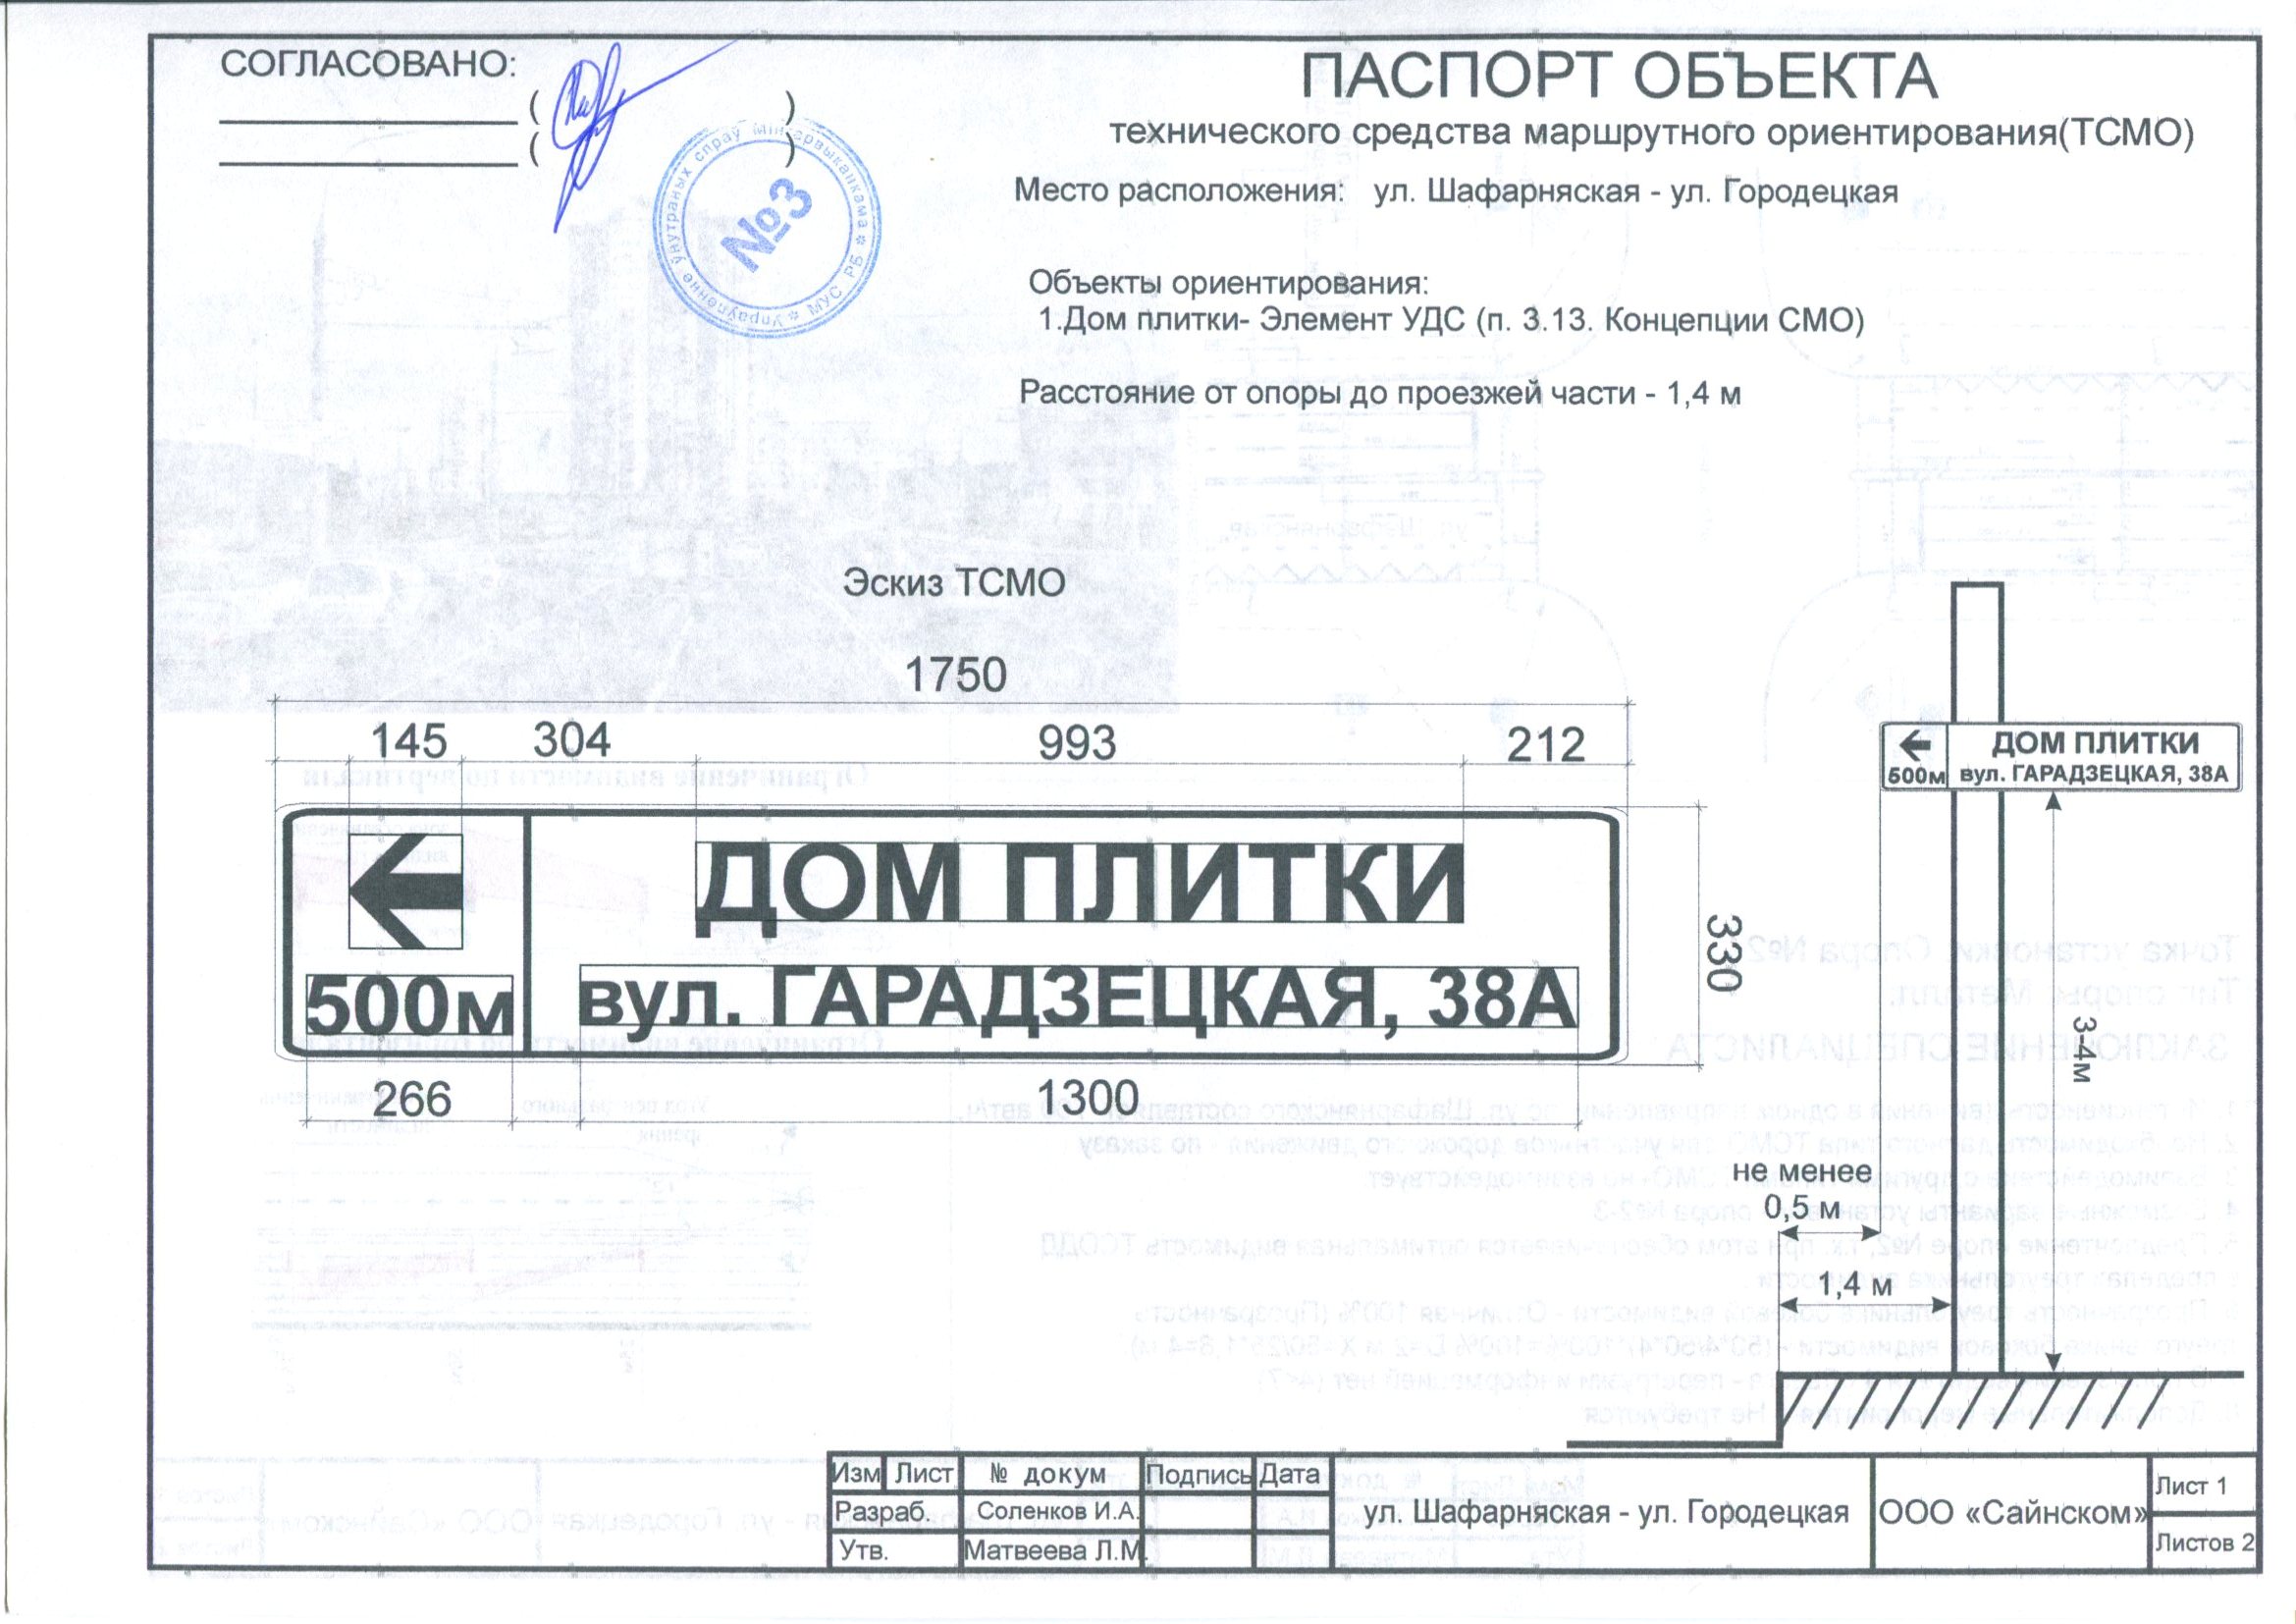 СОГЛАСОВАНО:
( )
( )
Упраўленне ўнутраных спраў Мінгарвыканкама * МУС РБ *
№3
ПАСПОРТ ОБЪЕКТА
технического средства маршрутного ориентирования(ТСМО)
Место расположения: ул. Шафарняская - ул. Городецкая
Объекты ориентирования:
1.Дом плитки- Элемент УДС (п. 3.13. Концепции СМО)
Расстояние от опоры до проезжей части - 1,4 м
Эскиз ТСМО
1750
145 304 993 212
ДОМ ПЛИТКИ
500м вул. ГАРАДЗЕЦКАЯ, 38А
330
266 1300
ДОМ ПЛИТКИ
500м вул. ГАРАДЗЕЦКАЯ, 38А
3-4м
не менее
0,5 м
1,4 м
Изм Лист № докум Подпись Дата
Разраб. Соленков И.А.
Утв. Матвеева Л.М.
ул. Шафарняская - ул. Городецкая
ООО «Сайнском»
Лист 1
Листов 2